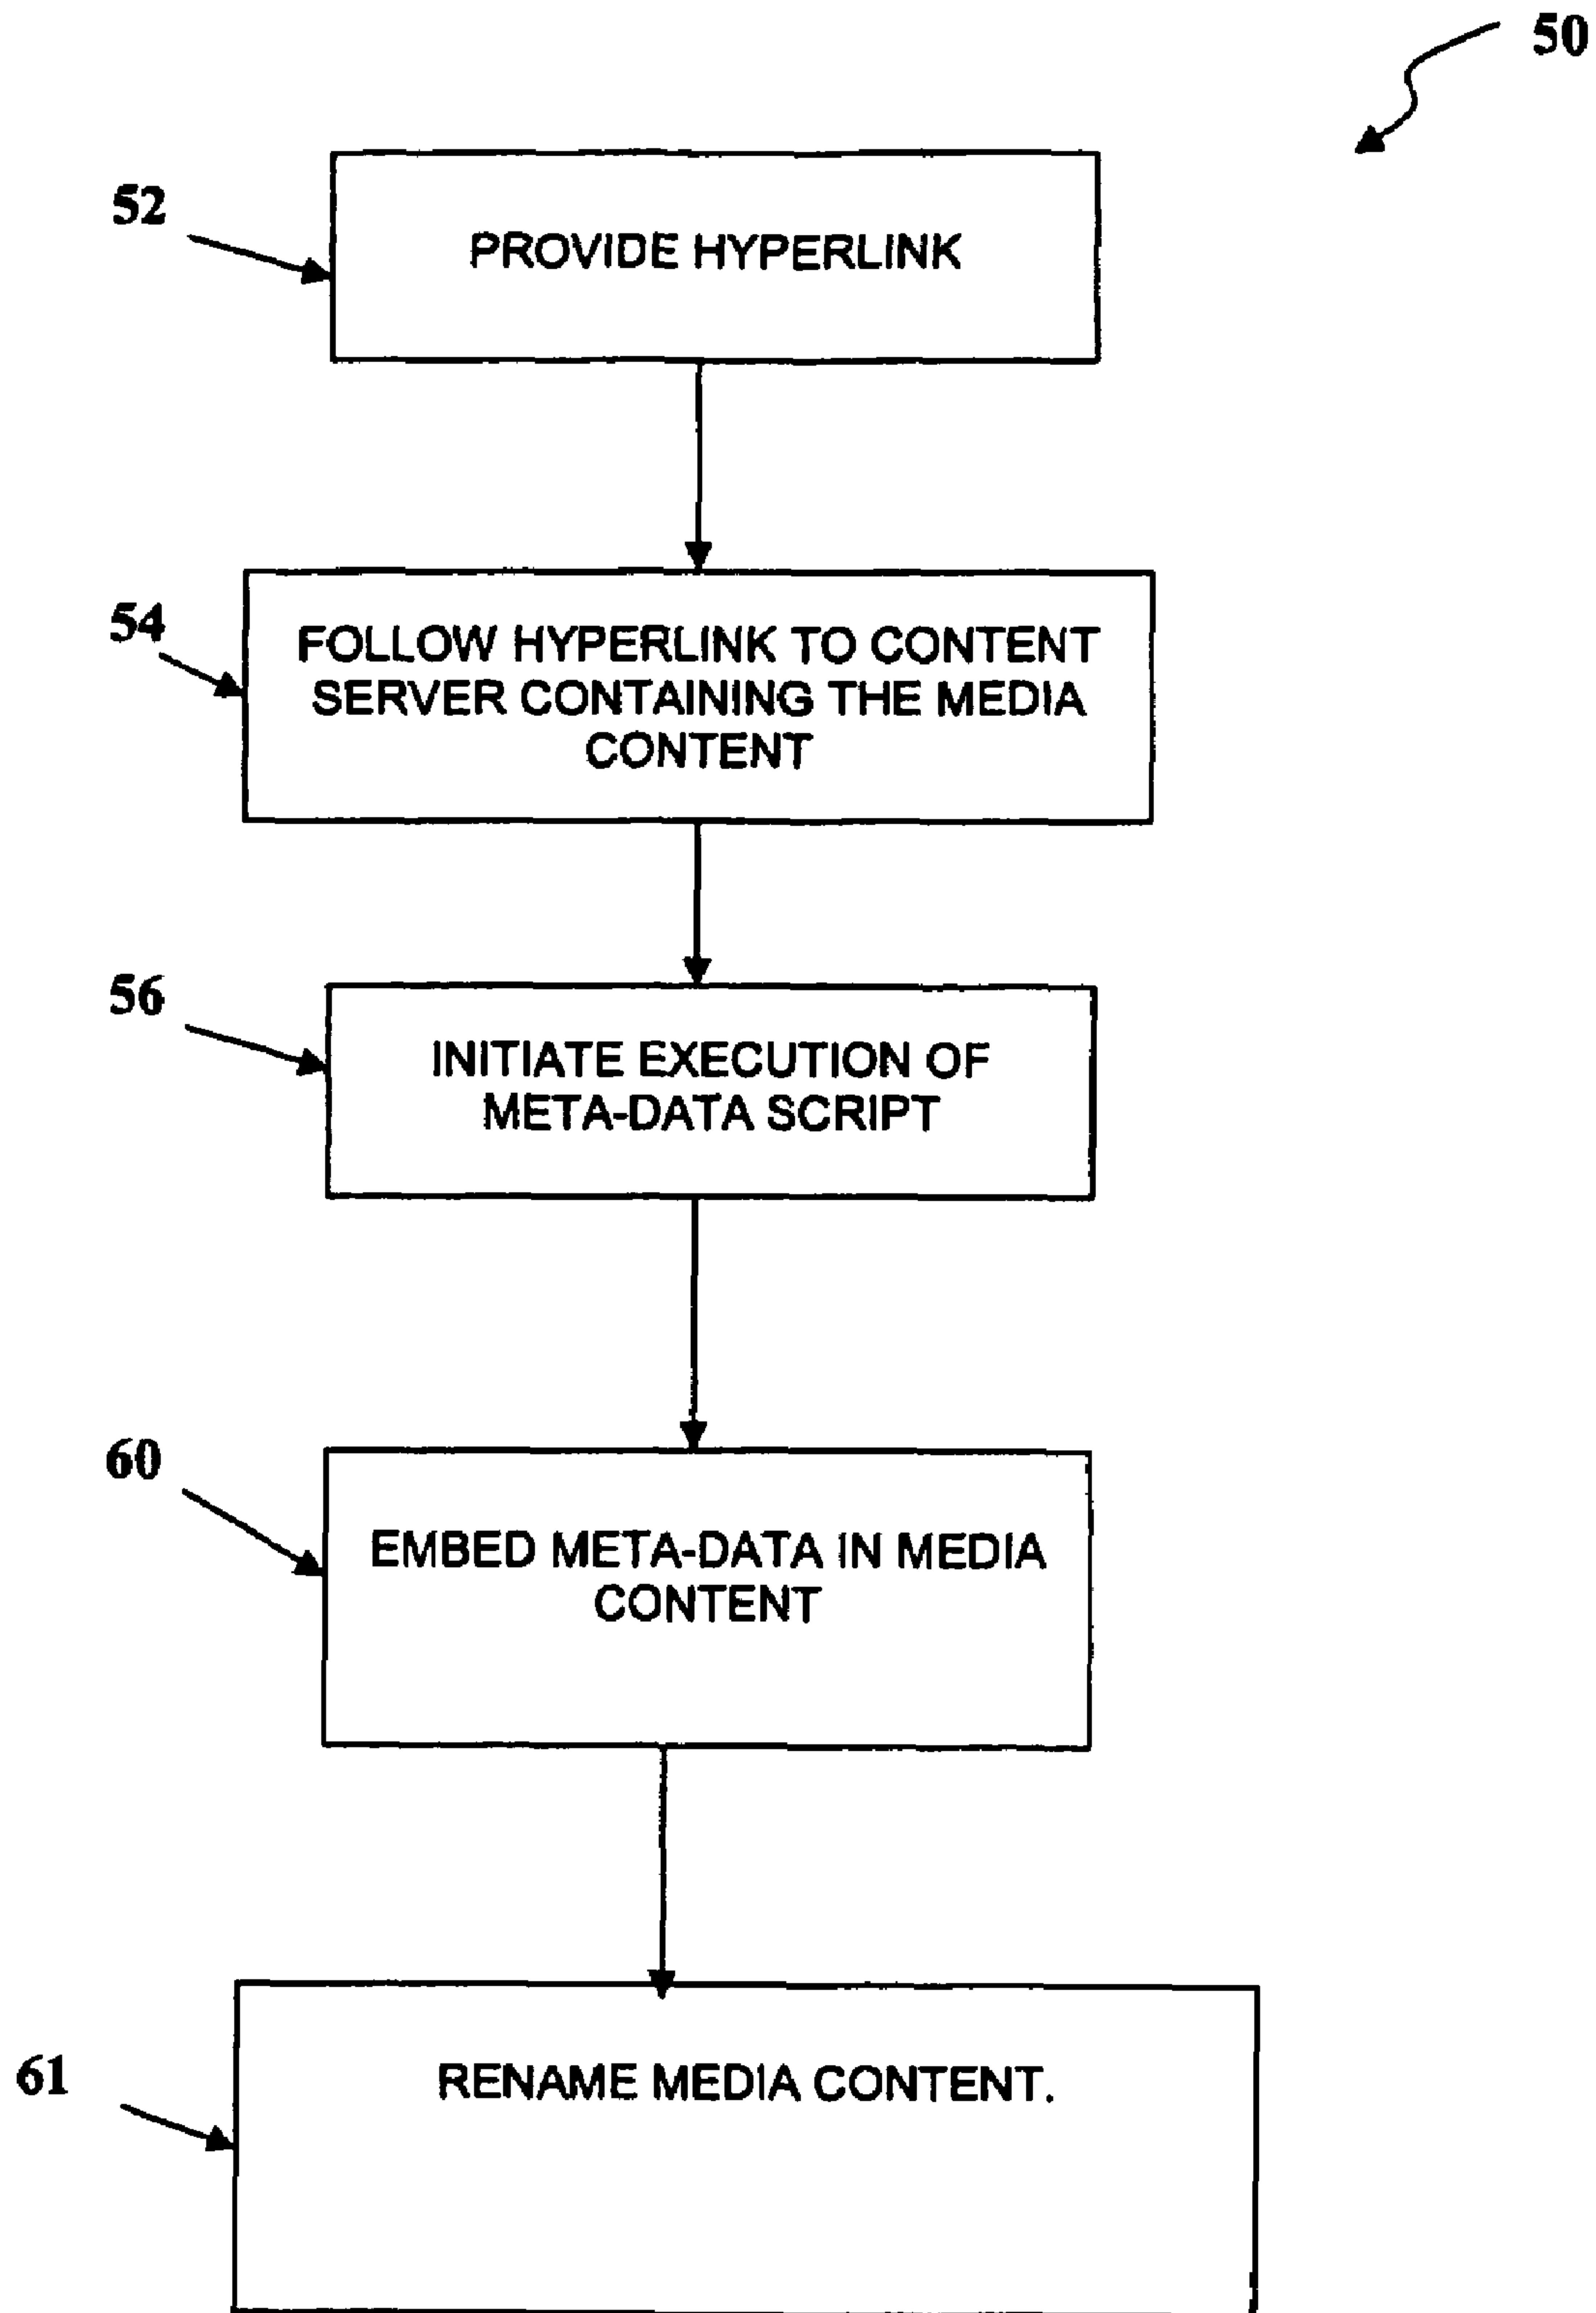 50
52
PROVIDE HYPERLINK
54
FOLLOW HYPERLINK TO CONTENT
SERVER CONTAINING THE MEDIA
CONTENT
56
INITIATE EXECUTION OF
META-DATA SCRIPT
60
EMBED META-DATA IN MEDIA
CONTENT
61
RENAME MEDIA CONTENT.